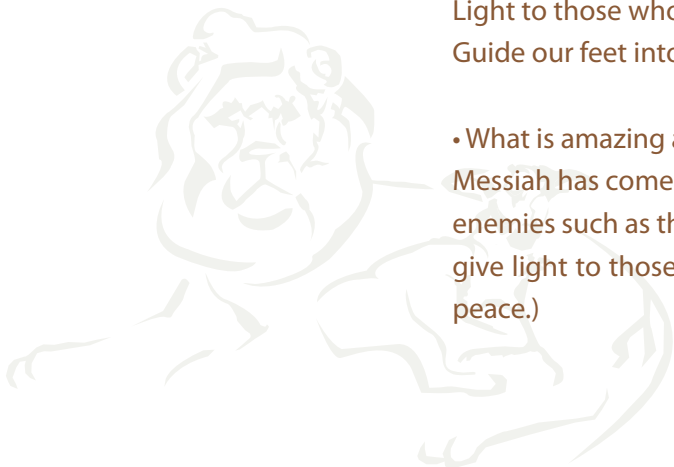 Light to those who
Guide our feet into
• What is amazing
Messiah has come
enemies such as th
give light to those
peace.)